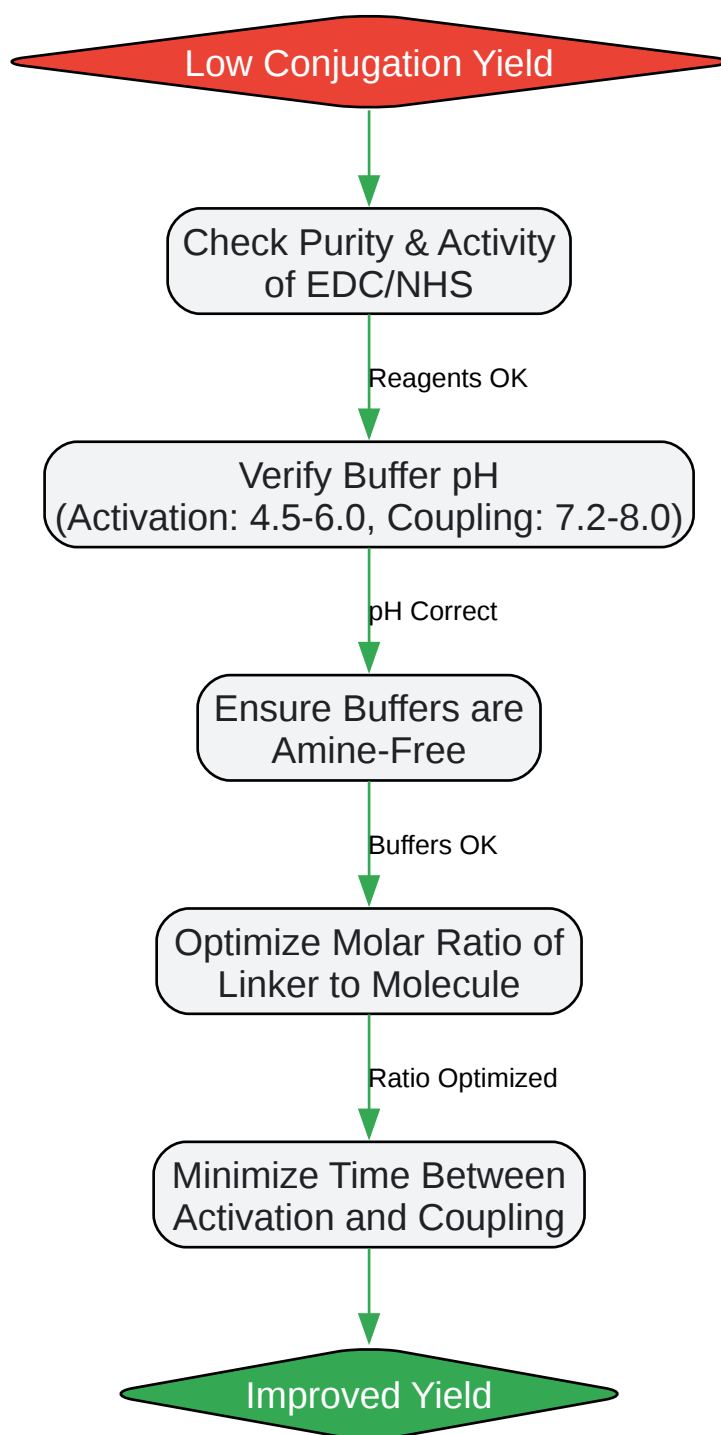 Low Conjugation Yield
Check Purity & Activity
of EDC/NHS
Reagents OK
Verify Buffer pH
(Activation: 4.5-6.0, Coupling: 7.2-8.0)
pH Correct
Ensure Buffers are
Amine-Free
Buffers OK
Optimize Molar Ratio of
Linker to Molecule
Ratio Optimized
Minimize Time Between
Activation and Coupling
Improved Yield